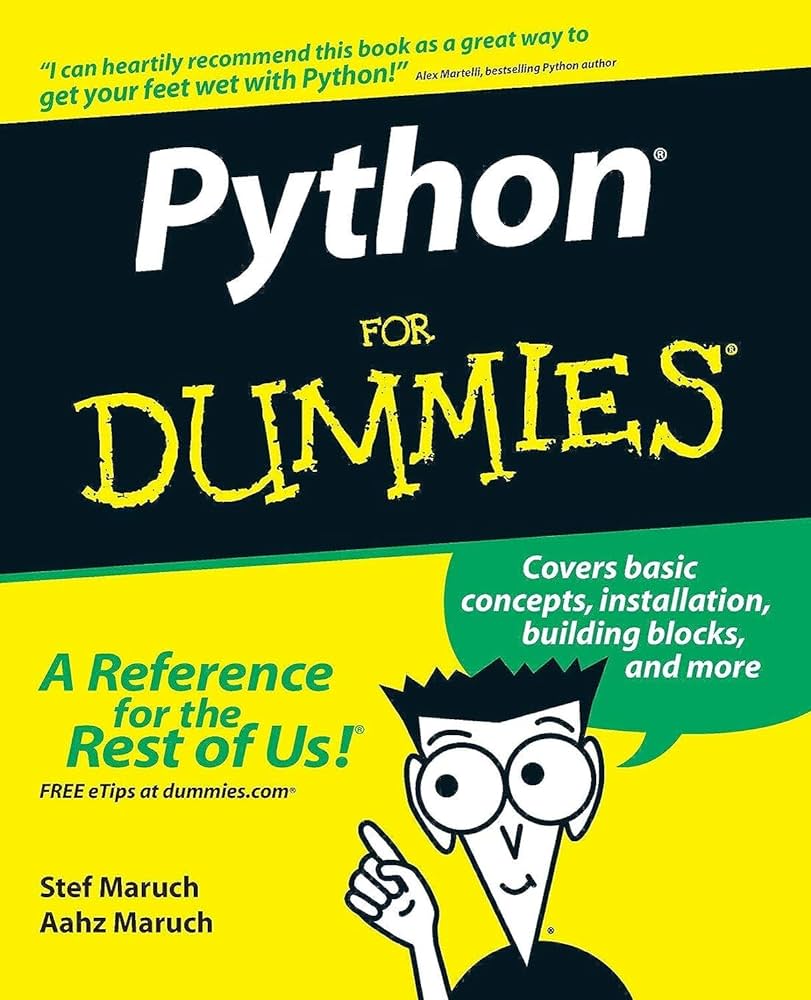 “I can heartily recommend this book as a great way to
get your feet wet with Python!” Alex Martelli, bestselling Python author
Python®
FOR
DUMMIES®
Covers basic
concepts, installation,
building blocks,
and more
A Reference
for the
Rest of Us!®
FREE eTips at dummies.com®
Stef Maruch
Aahz Maruch
®